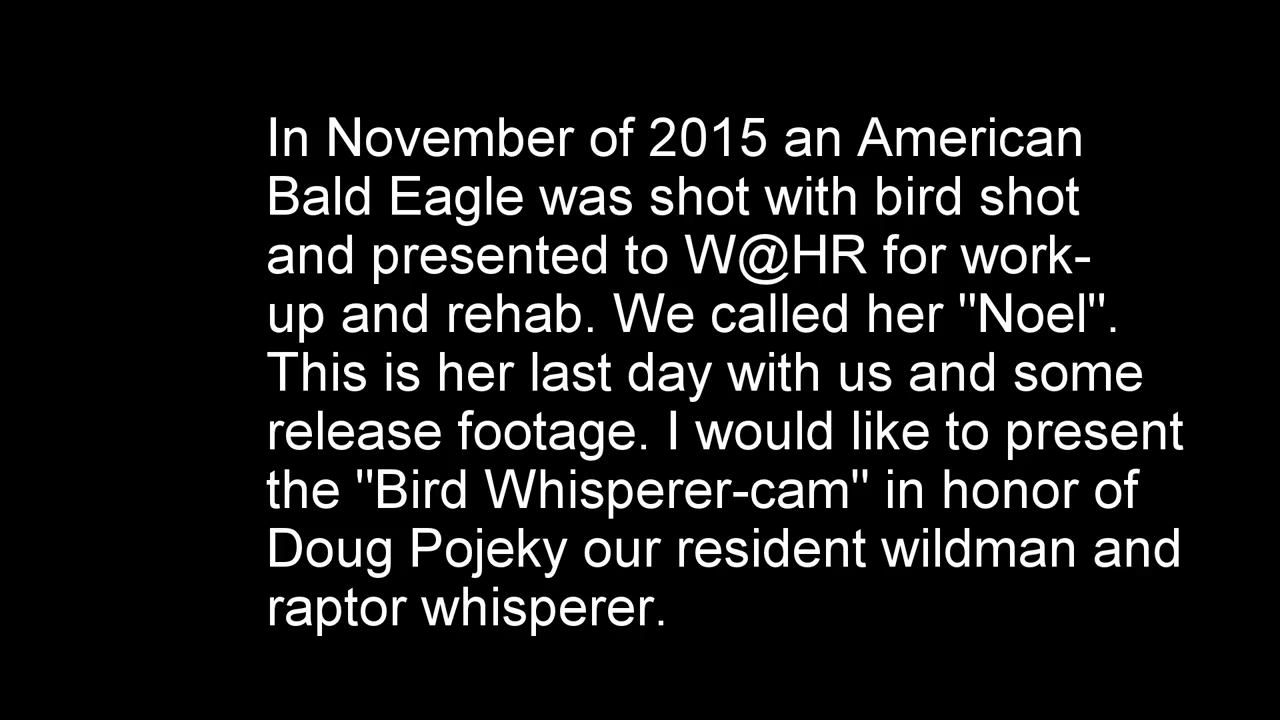 In November of 2015 an American
Bald Eagle was shot with bird shot
and presented to W@HR for work-
up and rehab. We called her "Noel".
This is her last day with us and some
release footage. I would like to present
the "Bird Whisperer-cam" in honor of
Doug Pojeky our resident wildman and
raptor whisperer.